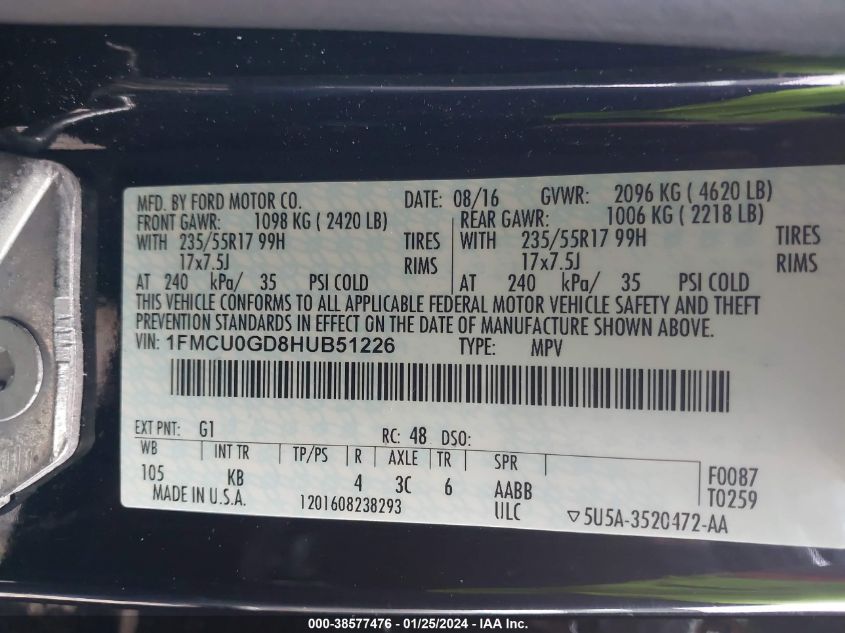 MFD. BY FORD MOTOR CO. DATE: 08/16 GVWR: 2096 KG ( 4620 LB)
FRONT GAWR: 1098 KG ( 2420 LB) REAR GAWR: 1006 KG ( 2218 LB)
WITH 235/55R17 99H TIRES WITH 235/55R17 99H TIRES
17x7.5J RIMS 17x7.5J RIMS
AT 240 kPa/ 35 PSI COLD AT 240 kPa/ 35 PSI COLD
THIS VEHICLE CONFORMS TO ALL APPLICABLE FEDERAL MOTOR VEHICLE SAFETY AND THEFT
PREVENTION STANDARDS IN EFFECT ON THE DATE OF MANUFACTURE SHOWN ABOVE.
VIN: 1FMCU0GD8HUB51226 TYPE: MPV
EXT PNT: G1 RC: 48 DSO:
WB INT TR TP/PS R AXLE TR SPR
105 KB 4 3C 6 AABB F0087
MADE IN U.S.A. 1201608238293 ULC T0259
▽5U5A-3520472-AA
000-38577476 - 01/25/2024 - IAA Inc.